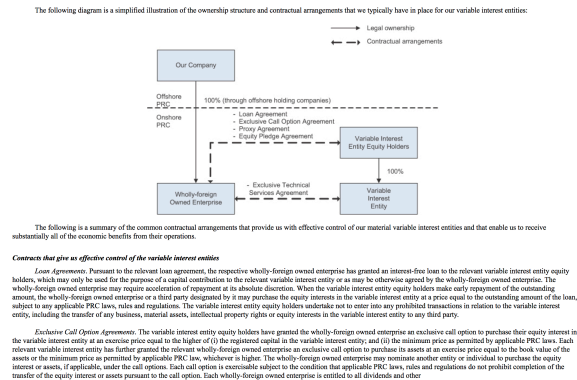 The following diagram is a simplified illustration of the ownership structure and contractual arrangements that we typically have in place for our variable interest entities:
Legal ownership
Contractual arrangements
Our Company
Offshore
PRC
100% (through offshore holding companies)
Onshore
PRC
- Loan Agreement
- Exclusive Call Option Agreement
- Proxy Agreement
- Equity Pledge Agreement
Variable Interest
Entity Equity Holders
100%
Wholly-foreign
Owned Enterprise
- Exclusive Technical
Services Agreement
Variable
Interest
Entity
The following is a summary of the common contractual arrangements that provide us with effective control of our material variable interest entities and that enable us to receive
substantially all of the economic benefits from their operations.
Contracts that give us effective control of the variable interest entities
Loan Agreements. Pursuant to the relevant loan agreement, the respective wholly-foreign owned enterprise has granted an interest-free loan to the relevant variable interest entity equity
holders, which may only be used for the purpose of a capital contribution to the relevant variable interest entity or as may be otherwise agreed by the wholly-foreign owned enterprise. The
wholly-foreign owned enterprise may require acceleration of repayment at its absolute discretion. When the variable interest entity equity holders make early repayment of the outstanding
amount, the wholly-foreign owned enterprise or a third party designated by it may purchase the equity interests in the variable interest entity at a price equal to the outstanding amount of the loan,
subject to any applicable PRC laws, rules and regulations. The variable interest entity equity holders undertake not to enter into any prohibited transactions in relation to the variable interest
entity, including the transfer of any business, material assets, intellectual property rights or equity interests in the variable interest entity to any third party.
Exclusive Call Option Agreements. The variable interest entity equity holders have granted the wholly-foreign owned enterprise an exclusive call option to purchase their equity interest in
the variable interest entity at an exercise price equal to the higher of (i) the registered capital in the variable interest entity; and (ii) the minimum price as permitted by applicable PRC laws. Each
relevant variable interest entity has further granted the relevant wholly-foreign owned enterprise an exclusive call option to purchase its assets at an exercise price equal to the book value of the
assets or the minimum price as permitted by applicable PRC law, whichever is higher. The wholly-foreign owned enterprise may nominate another entity or individual to purchase the equity
interest or assets, if applicable, under the call options. Each call option is exercisable subject to the condition that applicable PRC laws, rules and regulations do not prohibit completion of the
transfer of the equity interest or assets pursuant to the call option. Each wholly-foreign owned enterprise is entitled to all dividends and other